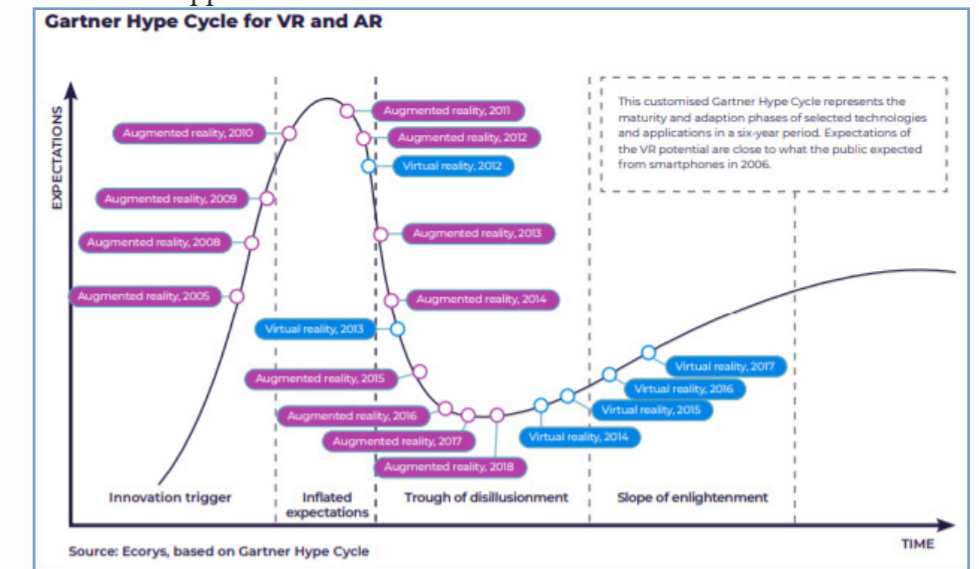 Gartner Hype Cycle for VR and AR
EXPECTATIONS
This customised Gartner Hype Cycle represents the
maturity and adaption phases of selected technologies
and applications in a six-year period. Expectations of
the VR potential are close to what the public expected
from smartphones in 2006.
Augmented reality, 2011
Augmented reality, 2010
Augmented reality, 2012
Virtual reality, 2012
Augmented reality, 2009
Augmented reality, 2013
Augmented reality, 2008
Augmented reality, 2005
Augmented reality, 2014
Virtual reality, 2013
Virtual reality, 2017
Augmented reality, 2015
Virtual reality, 2016
Virtual reality, 2015
Augmented reality, 2016
Virtual reality, 2014
Augmented reality, 2017
Augmented reality, 2018
Innovation trigger
Inflated
expectations
Trough of disillusionment
Slope of enlightenment
TIME
Source: Ecorys, based on Gartner Hype Cycle